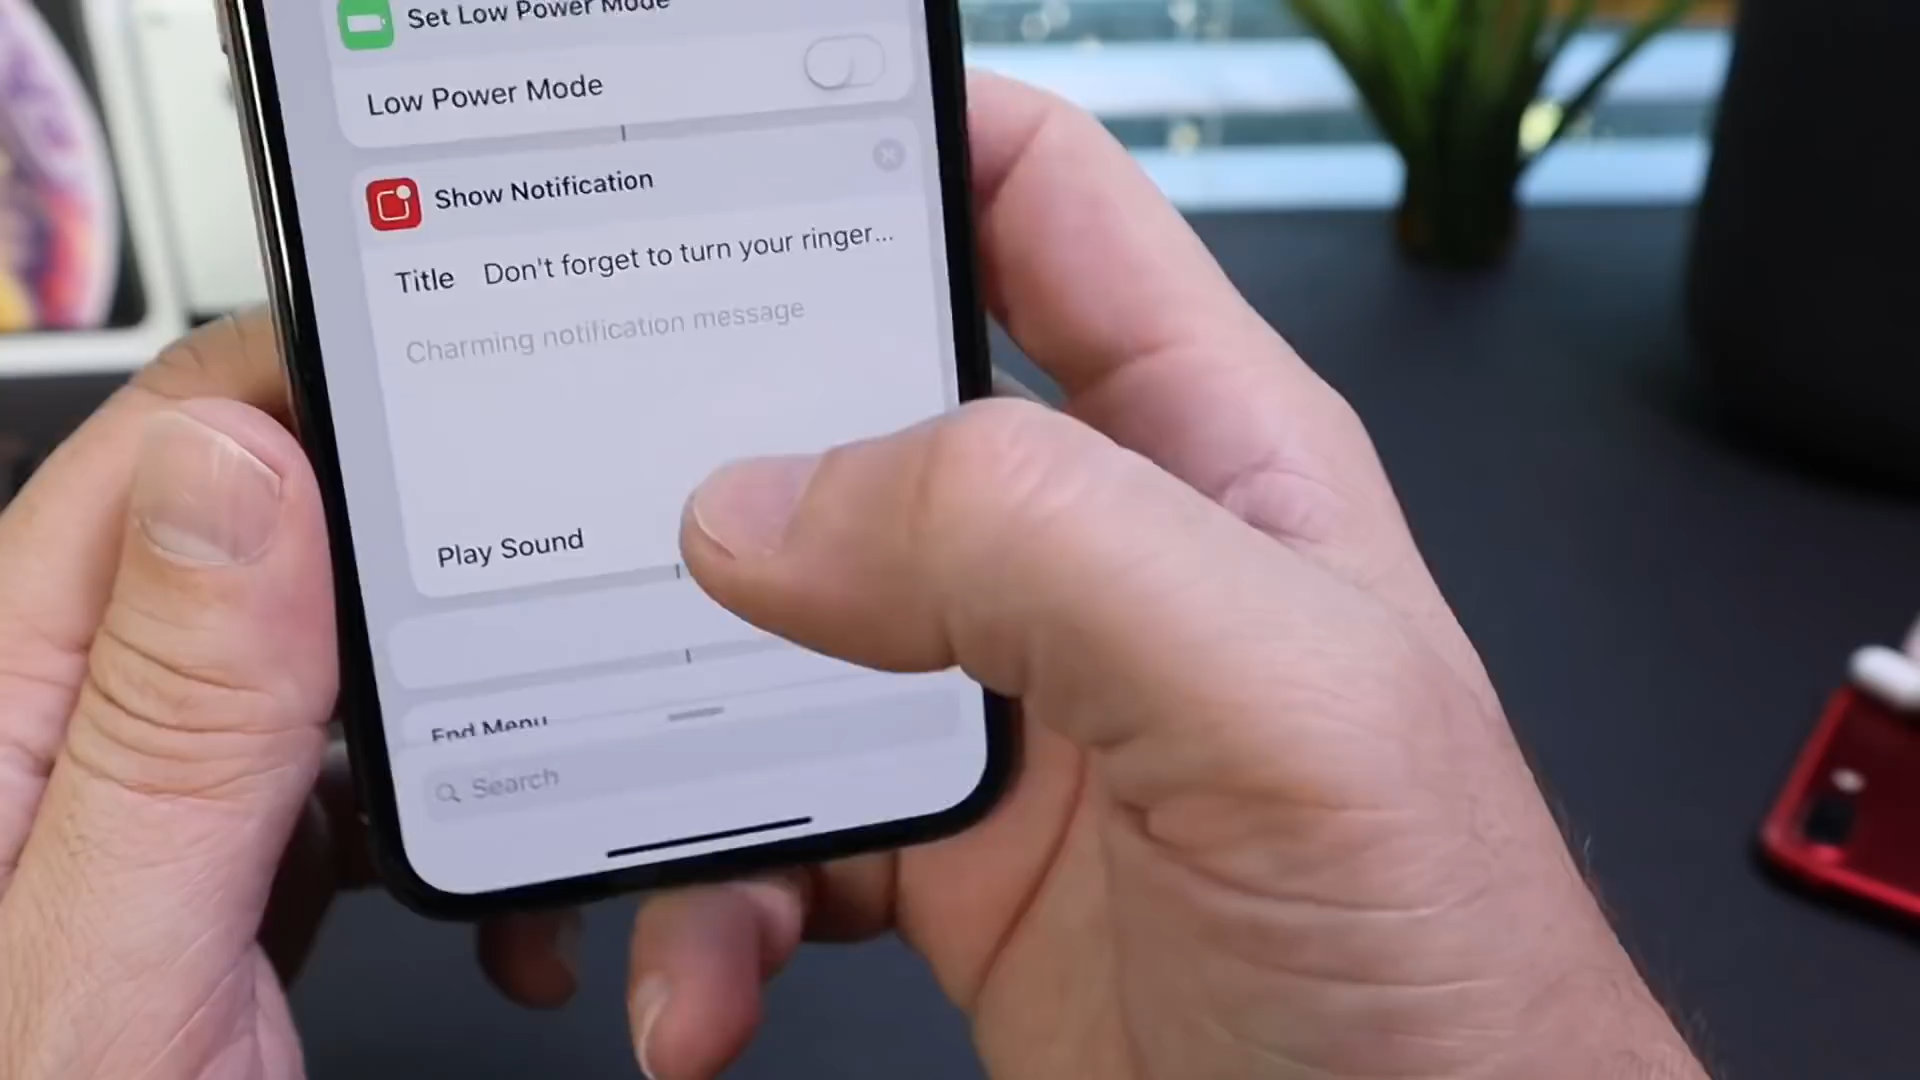 Set Low Power Mode
Low Power Mode
Show Notification
Title Don't forget to turn your ringer...
Charming notification message
Play Sound
End Menu
Search